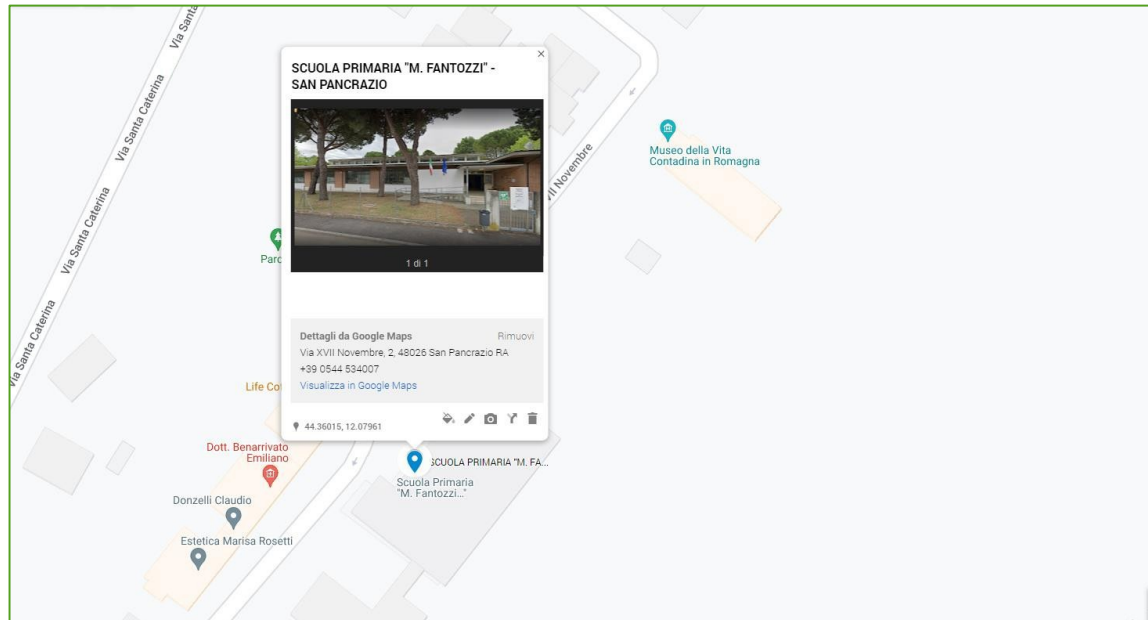 Via Santa Caterina
Via Santa Caterina
Via Santa Caterina
Via Santa Caterina
SCUOLA PRIMARIA "M. FANTOZZI" -
SAN PANCRAZIO
1 di 1
Dettagli da Google Maps
Rimuovi
Via XVII Novembre, 2, 48026 San Pancrazio RA
+39 0544 534007
Visualizza in Google Maps
44.36015, 12.07961
VII Novembre
Museo della Vita
Contadina in Romagna
Parc
Life Co
Dott. Benarrivato
Emiliano
Donzelli Claudio
Estetica Marisa Rosetti
SCUOLA PRIMARIA "M. FA...
Scuola Primaria
"M. Fantozzi..."